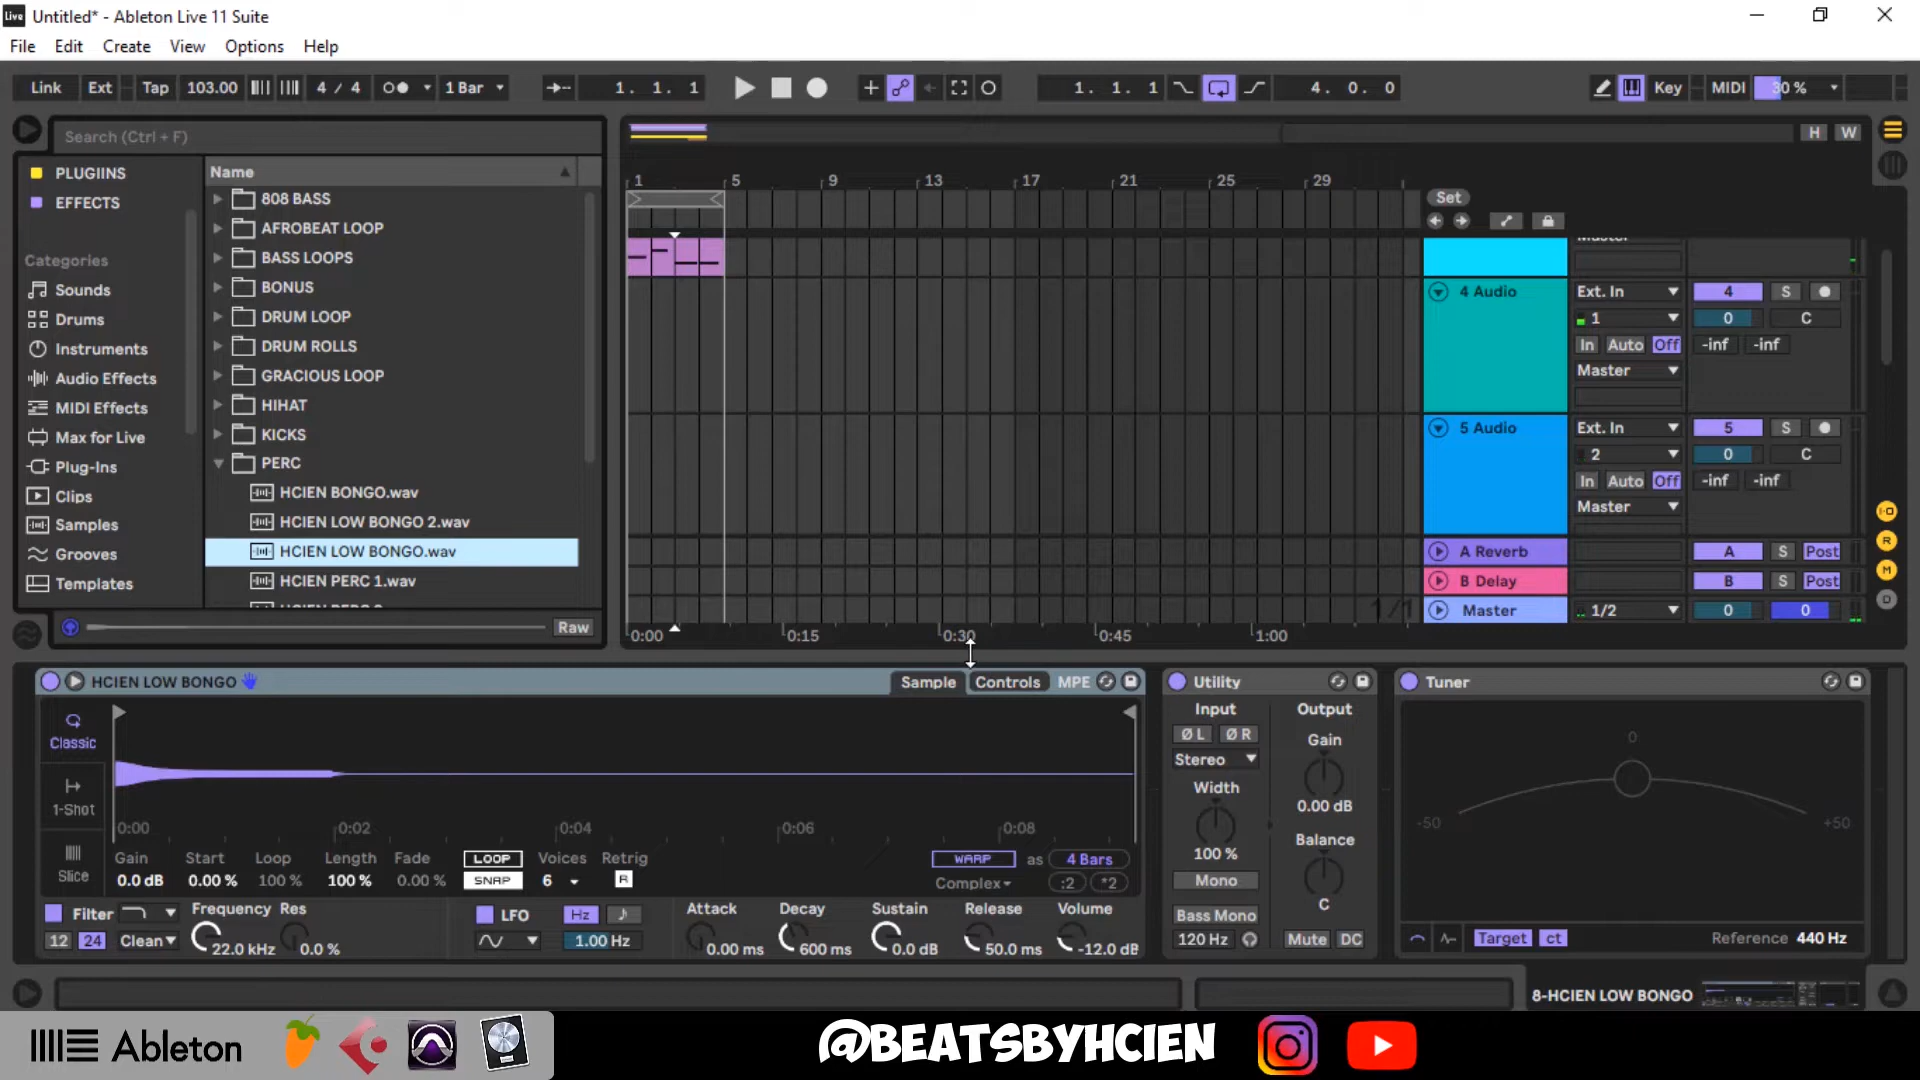 Live Untitled* - Ableton Live 11 Suite
File Edit Create View Options Help
Link Ext Tap 103.00 4 / 4 1 Bar 1. 1. 1 1. 1. 1 4. 0. 0 Key MIDI 30 %
Search (Ctrl + F)
H W
PLUGIINS
EFFECTS
Categories
Sounds
Drums
Instruments
Audio Effects
MIDI Effects
Max for Live
Plug-Ins
Clips
Samples
Grooves
Templates
Name
808 BASS
AFROBEAT LOOP
BASS LOOPS
BONUS
DRUM LOOP
DRUM ROLLS
GRACIOUS LOOP
HIHAT
KICKS
PERC
HCIEN BONGO.wav
HCIEN LOW BONGO 2.wav
HCIEN LOW BONGO.wav
HCIEN PERC 1.wav
Raw
1 5 9 13 17 21 25 29
Set
4 Audio Ext. In 4 S
1 0 C
In Auto Off -inf -inf
Master
5 Audio Ext. In 5 S
2 0 C
In Auto Off -inf -inf
Master
A Reverb A S Post
B Delay B S Post
1/1 Master 1/2 0 0
0:00 0:15 0:30 0:45 1:00
I-O
R
M
D
HCIEN LOW BONGO Sample Controls MPE
Classic
1-Shot
Slice
0:00 0:02 0:04 0:06 0:08
Gain Start Loop Length Fade LOOP Voices Retrig WARP as 4 Bars
0.0 dB 0.00 % 100 % 100 % 0.00 % SNAP 6 R Complex :2 *2
Filter Frequency Res LFO Hz Attack Decay Sustain Release Volume
12 24 Clean 22.0 kHz 0.0 % 1.00 Hz 0.00 ms 600 ms 0.0 dB 50.0 ms -12.0 dB
Utility
Input Output
Ø L Ø R Gain
Stereo
Width 0.00 dB
100 % Balance
Mono
Bass Mono C
120 Hz Mute DC
Tuner
0
-50 +50
Target ct Reference 440 Hz
8-HCIEN LOW BONGO
Ableton @BEATSBYHCIEN